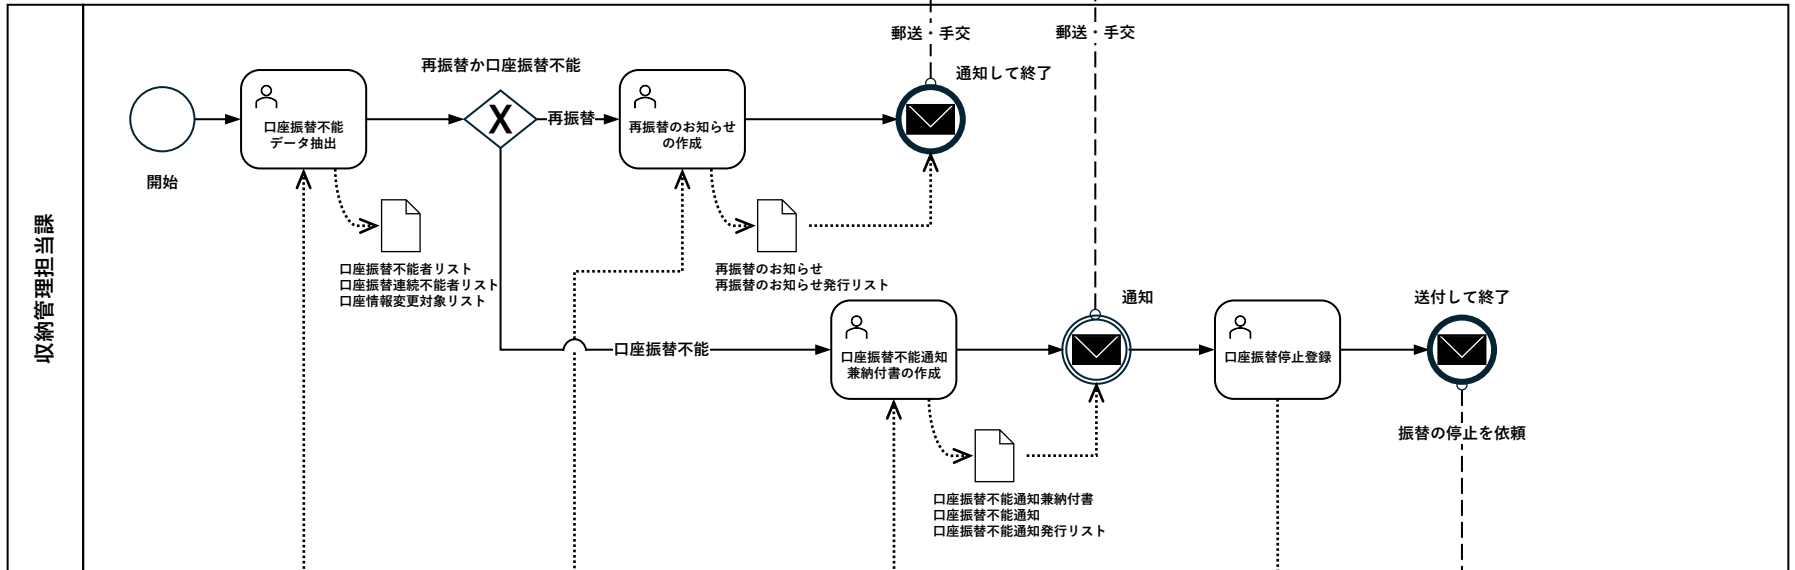 収納管理担当課
開始
口座振替不能
データ抽出
口座振替不能者リスト
口座振替連続不能者リスト
口座情報変更対象リスト
再振替か口座振替不能
X
再振替
再振替のお知らせ
の作成
再振替のお知らせ
再振替のお知らせ発行リスト
郵送・手交
通知して終了
郵送・手交
口座振替不能
口座振替不能通知
兼納付書の作成
口座振替不能通知兼納付書
口座振替不能通知
口座振替不能通知発行リスト
通知
口座振替停止登録
送付して終了
振替の停止を依頼